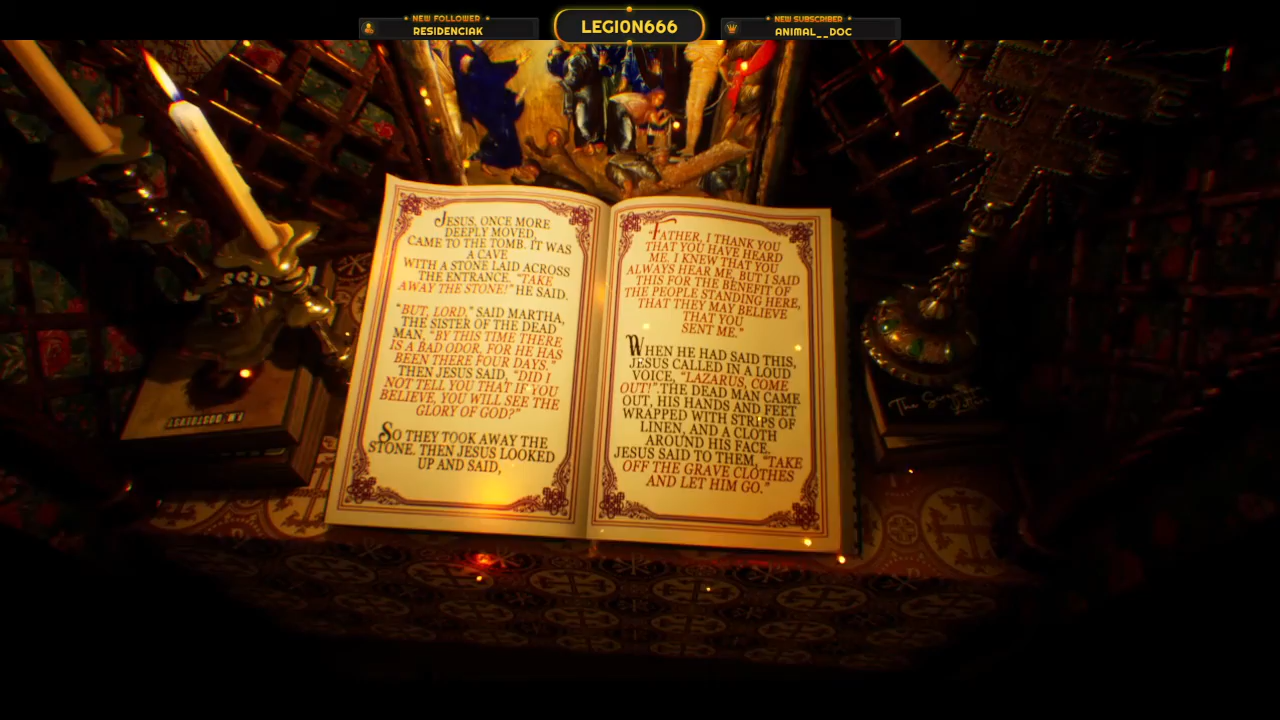 NEW FOLLOWER
RESIDENCIAK
LEGION666
NEW SUBSCRIBER
ANIMAL__DOC
JESUS, ONCE MORE
DEEPLY MOVED,
CAME TO THE TOMB. IT WAS
A CAVE
WITH A STONE LAID ACROSS
THE ENTRANCE. "TAKE
AWAY THE STONE!" HE SAID.
"BUT, LORD," SAID MARTHA,
THE SISTER OF THE DEAD
MAN, "BY THIS TIME THERE
IS A BAD ODOR, FOR HE HAS
BEEN THERE FOUR DAYS."
THEN JESUS SAID, "DID I
NOT TELL YOU THAT IF YOU
BELIEVE, YOU WILL SEE THE
GLORY OF GOD?"
SO THEY TOOK AWAY THE
STONE. THEN JESUS LOOKED
UP AND SAID,
"FATHER, I THANK YOU
THAT YOU HAVE HEARD
ME. I KNEW THAT YOU
ALWAYS HEAR ME, BUT I SAID
THIS FOR THE BENEFIT OF
THE PEOPLE STANDING HERE,
THAT THEY MAY BELIEVE
THAT YOU
SENT ME."
WHEN HE HAD SAID THIS,
JESUS CALLED IN A LOUD
VOICE, "LAZARUS, COME
OUT!" THE DEAD MAN CAME
OUT, HIS HANDS AND FEET
WRAPPED WITH STRIPS OF
LINEN, AND A CLOTH
AROUND HIS FACE.
JESUS SAID TO THEM, "TAKE
OFF THE GRAVE CLOTHES
AND LET HIM GO."
The